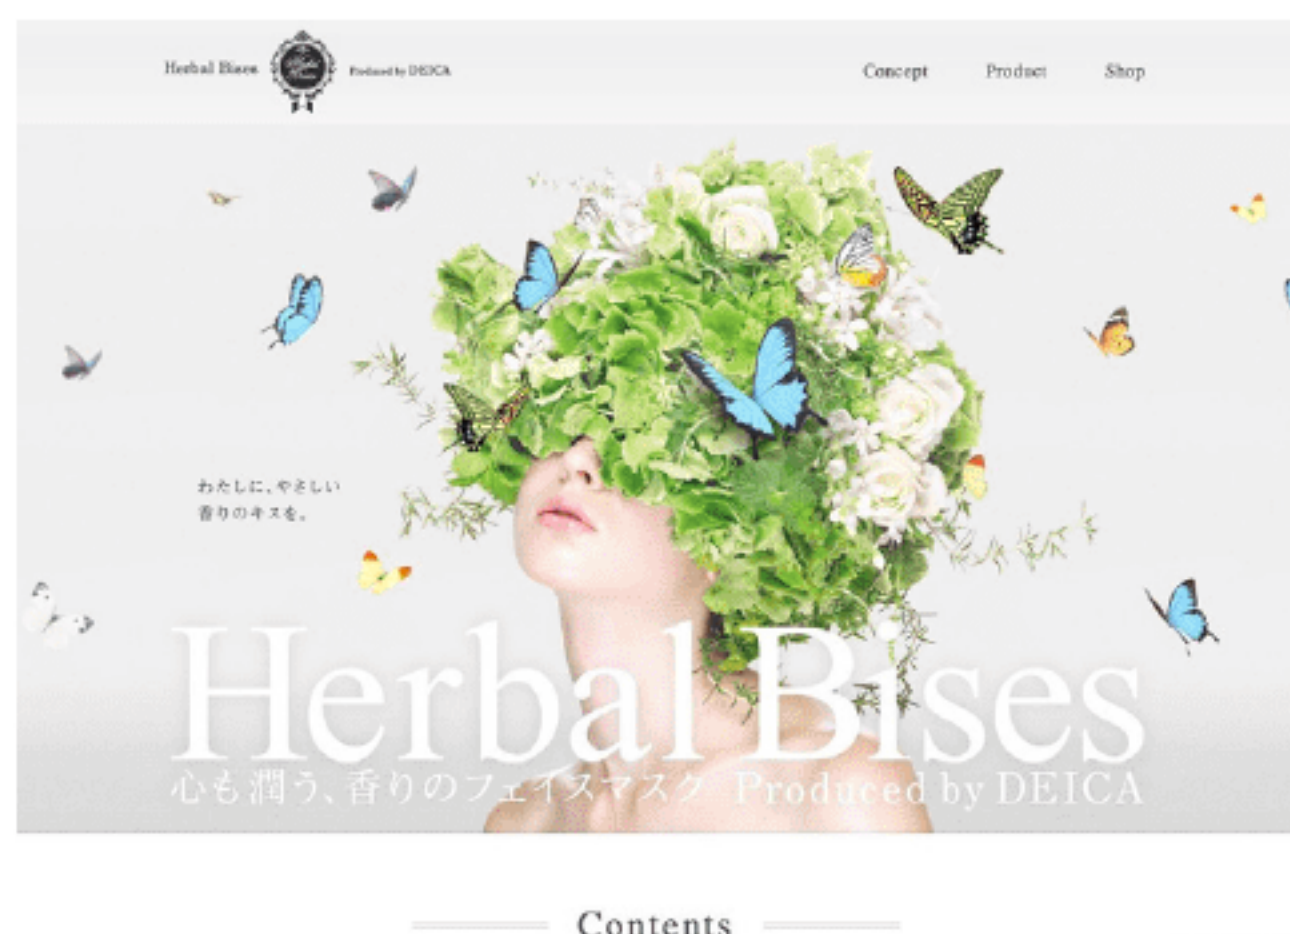 Herbal Bises
Produced by DEICA
Concept
Product
Shop
わたしに、やさしい
香りのキスを。
Herbal Bises
心も潤う、香りのフェイスマスク Produced by DEICA
Contents